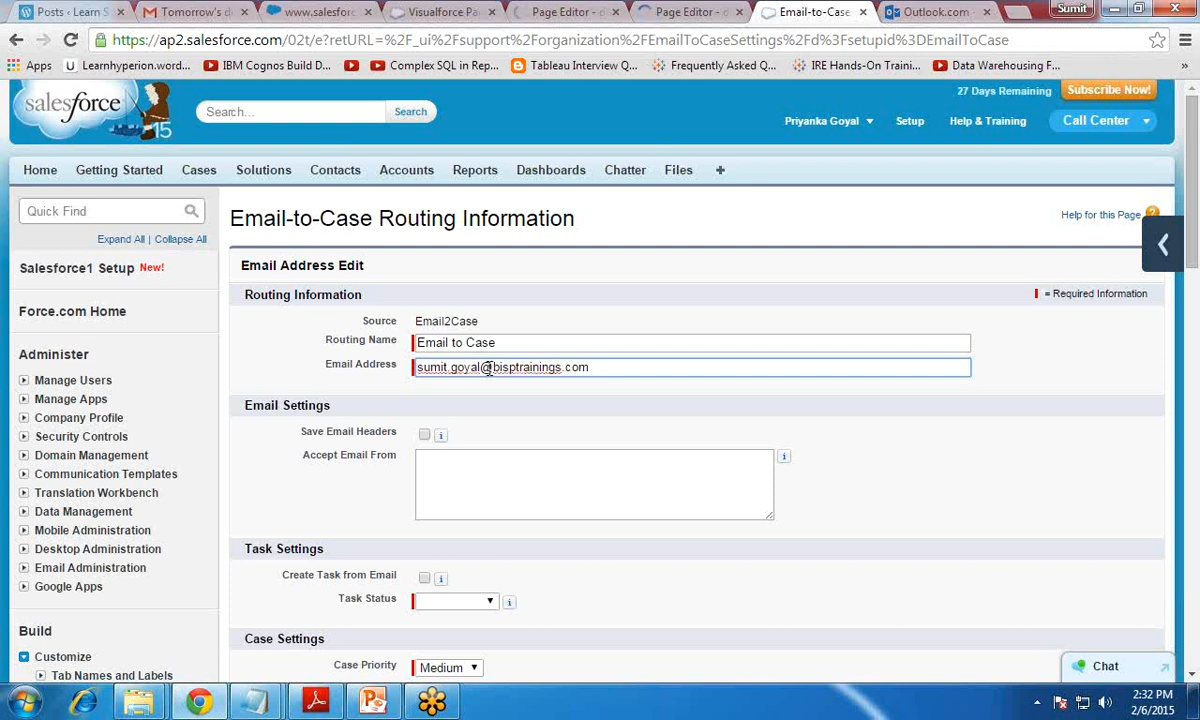 Posts ‹ Learn S
Tomorrow's d
www.salesfor
Visualforce Pa
Page Editor - d
Page Editor - d
Email-to-Case
Outlook.com
Sumit
https://ap2.salesforce.com/02t/e?retURL=%2F_ui%2Fsupport%2Forganization%2FEmailToCaseSettings%2Fd%3Fsetupid%3DEmailToCase
Apps
Learnhyperion.word...
IBM Cognos Build D...
Complex SQL in Rep...
Tableau Interview Q...
Frequently Asked Q...
IRE Hands-On Traini...
Data Warehousing F...
»
salesforce
15
Search...
Search
27 Days Remaining
Subscribe Now!
Priyanka Goyal
Setup
Help & Training
Call Center
Home
Getting Started
Cases
Solutions
Contacts
Accounts
Reports
Dashboards
Chatter
Files
+
Quick Find
Expand All | Collapse All
Salesforce1 Setup New!
Force.com Home
Administer
Manage Users
Manage Apps
Company Profile
Security Controls
Domain Management
Communication Templates
Translation Workbench
Data Management
Mobile Administration
Desktop Administration
Email Administration
Google Apps
Build
Customize
Tab Names and Labels
Email-to-Case Routing Information
Help for this Page ?
Email Address Edit
Routing Information
= Required Information
Source Email2Case
Routing Name Email to Case
Email Address sumit.goyal@bisptrainings.com
Email Settings
Save Email Headers i
Accept Email From i
Task Settings
Create Task from Email i
Task Status i
Case Settings
Case Priority Medium
Chat
2:32 PM
2/6/2015